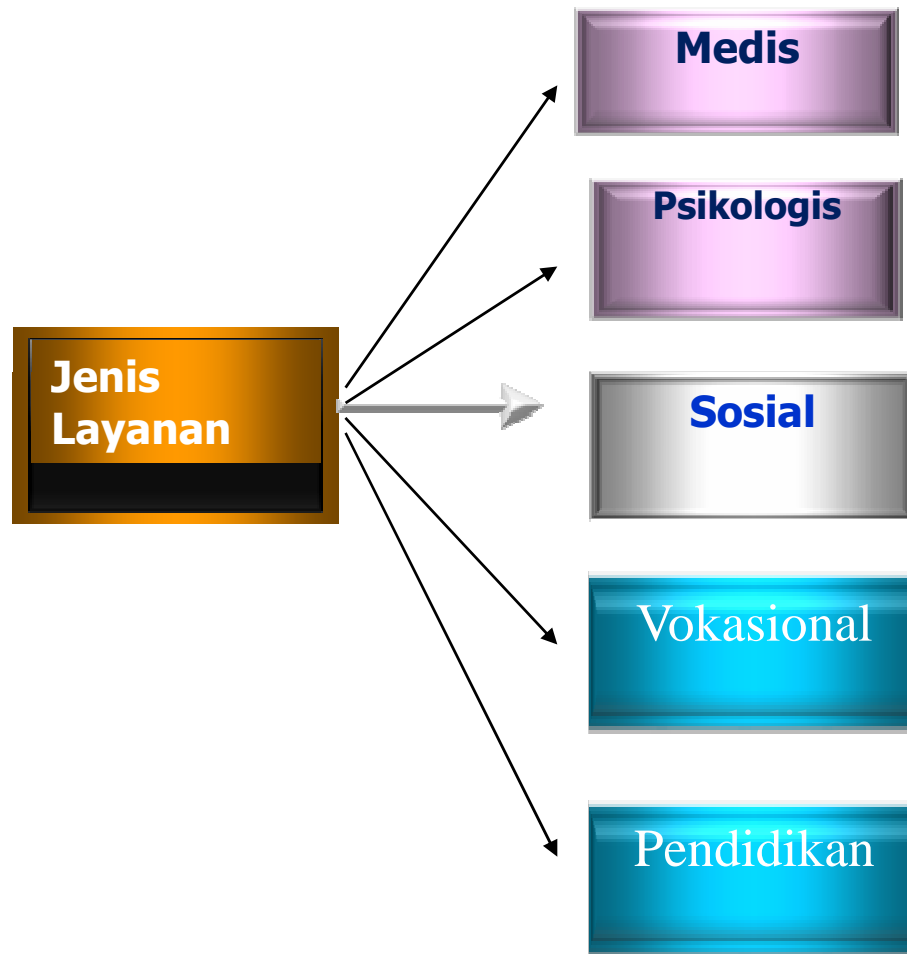 Medis
Psikologis
Jenis
Layanan
Sosial
Vokasional
Pendidikan